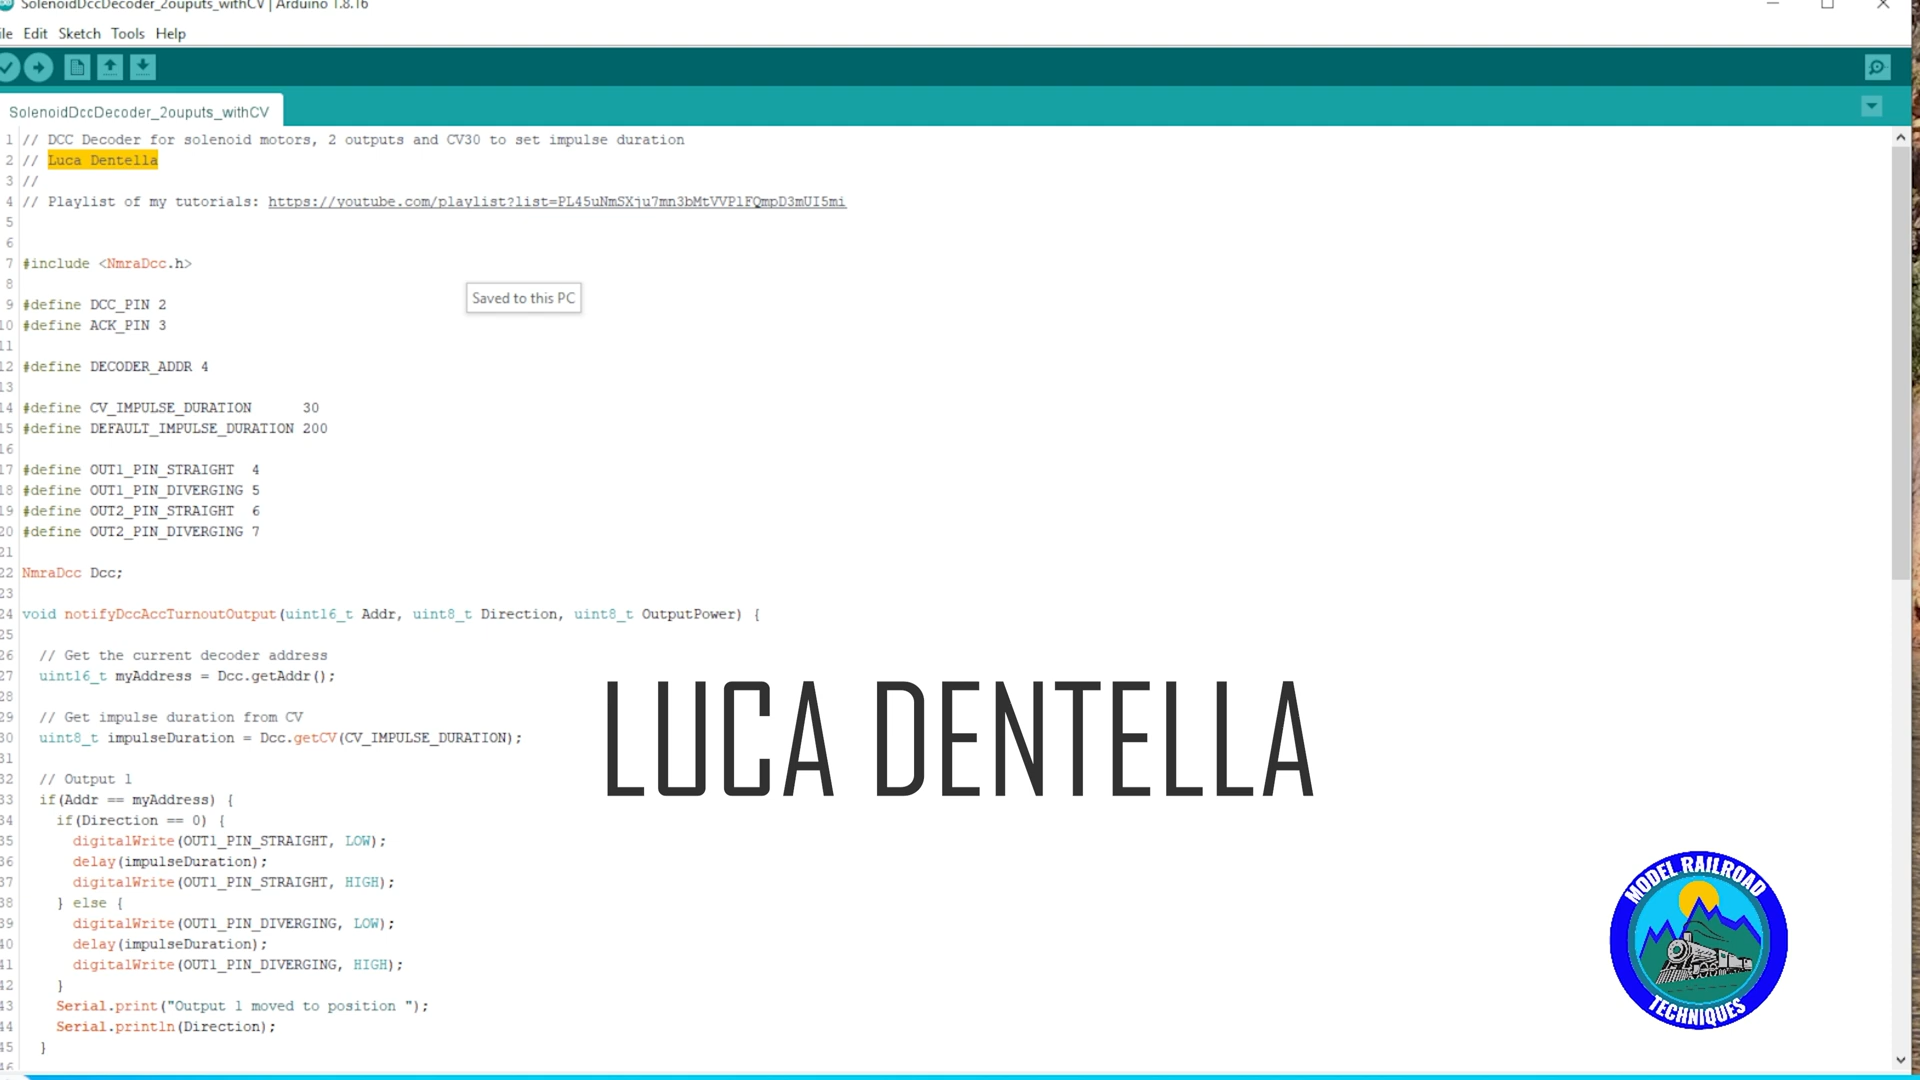 SolenoidDccDecoder_2ouputs_withCV | Arduino 1.8.16
ile Edit Sketch Tools Help
SolenoidDccDecoder_2ouputs_withCV
1 // DCC Decoder for solenoid motors, 2 outputs and CV30 to set impulse duration
2 // Luca Dentella
3 //
4 // Playlist of my tutorials: https://youtube.com/playlist?list=PL45uNmSXju7mn3bMtVVPlFQmpD3mUI5mi
5
6
7 #include <NmraDcc.h>
8
Saved to this PC
9 #define DCC_PIN 2
10 #define ACK_PIN 3
11
12 #define DECODER_ADDR 4
13
14 #define CV_IMPULSE_DURATION 30
15 #define DEFAULT_IMPULSE_DURATION 200
16
17 #define OUT1_PIN_STRAIGHT 4
18 #define OUT1_PIN_DIVERGING 5
19 #define OUT2_PIN_STRAIGHT 6
20 #define OUT2_PIN_DIVERGING 7
21
22 NmraDcc Dcc;
23
24 void notifyDccAccTurnoutOutput(uint16_t Addr, uint8_t Direction, uint8_t OutputPower) {
25
26 // Get the current decoder address
27 uint16_t myAddress = Dcc.getAddr();
28
29 // Get impulse duration from CV
30 uint8_t impulseDuration = Dcc.getCV(CV_IMPULSE_DURATION);
31
LUCA DENTELLA
32 // Output 1
33 if(Addr == myAddress) {
34 if(Direction == 0) {
35 digitalWrite(OUT1_PIN_STRAIGHT, LOW);
36 delay(impulseDuration);
37 digitalWrite(OUT1_PIN_STRAIGHT, HIGH);
38 } else {
39 digitalWrite(OUT1_PIN_DIVERGING, LOW);
40 delay(impulseDuration);
41 digitalWrite(OUT1_PIN_DIVERGING, HIGH);
42 }
43 Serial.print("Output 1 moved to position ");
44 Serial.println(Direction);
45 }
46
MODEL RAILROAD
TECHNIQUES